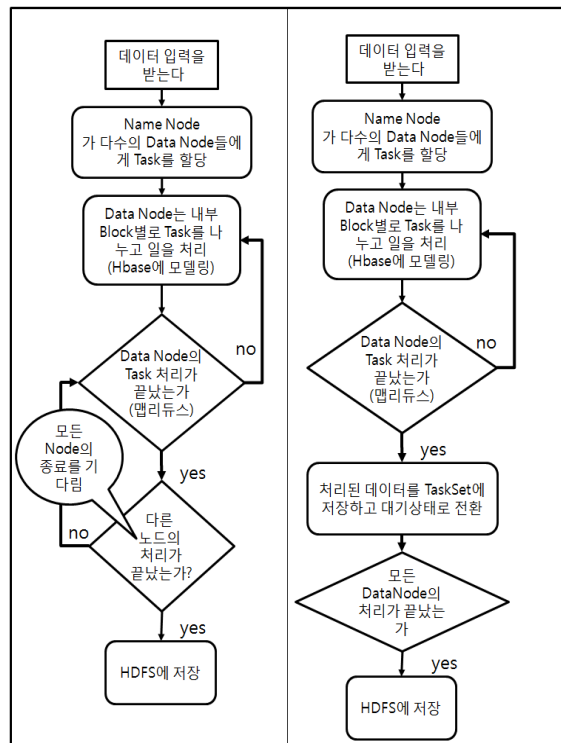 데이터 입력을
받는다
Name Node
가 다수의 Data Node들에
게 Task를 할당
Data Node는 내부
Block별로 Task를 나
누고 일을 처리
(Hbase에 모델링)
no
Data Node의
Task 처리가
끝났는가
(맵리듀스)
모든
Node의
종료를 기
다림
yes
no
다른
노드의
처리가
끝났는가?
yes
HDFS에 저장
데이터 입력을
받는다
Name Node
가 다수의 Data Node들에
게 Task를 할당
Data Node는 내부
Block별로 Task를 나
누고 일을 처리
(Hbase에 모델링)
no
Data Node의
Task 처리가
끝났는가
(맵리듀스)
yes
처리된 데이터를 TaskSet에
저장하고 대기상태로 전환
모든
DataNode의
처리가 끝났는
가
yes
HDFS에 저장